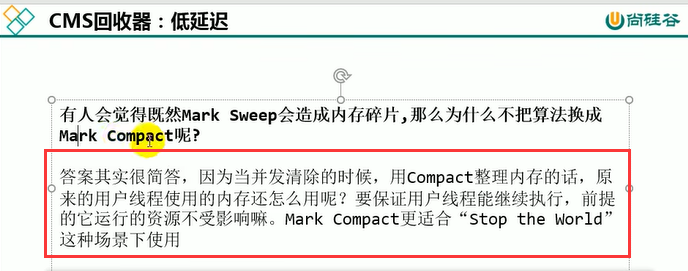 CMS回收器：低延迟
尚硅谷
有人会觉得既然Mark Sweep会造成内存碎片,那么为什么不把算法换成
Mark Compact呢?
答案其实很简答，因为当并发清除的时候，用Compact整理内存的话，原
来的用户线程使用的内存还怎么用呢？要保证用户线程能继续执行，前提
的它运行的资源不受影响嘛。Mark Compact更适合“Stop the World”
这种场景下使用